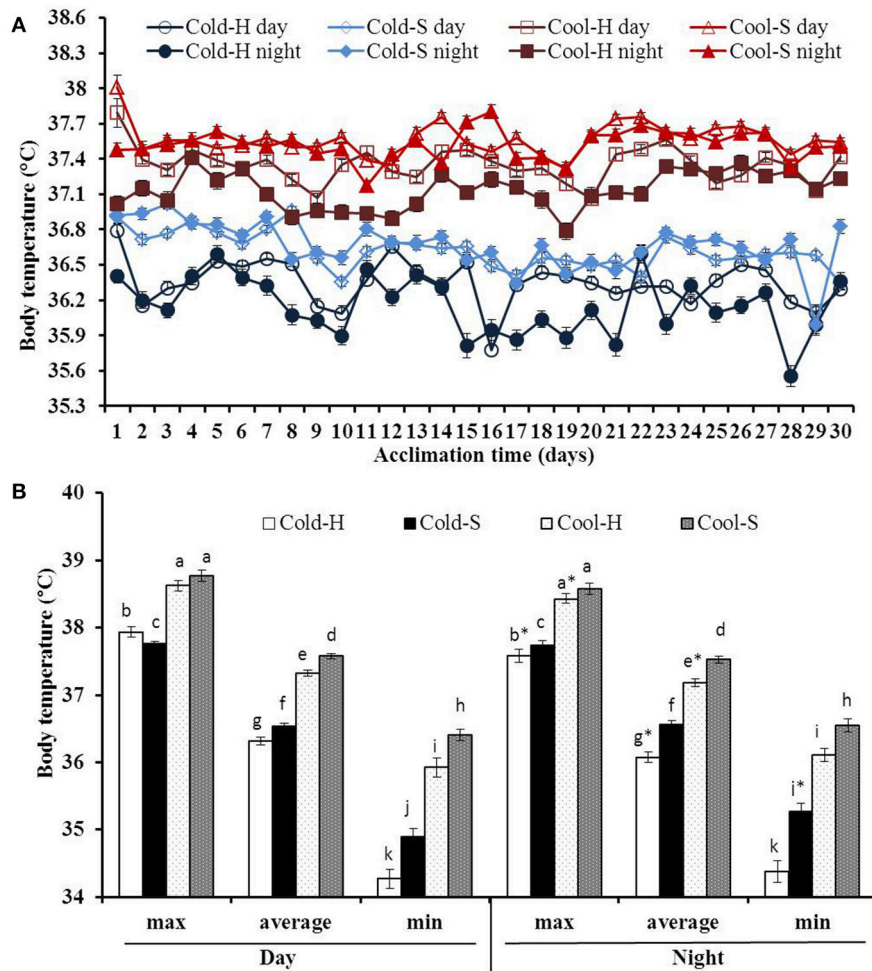 A
Cold-H day Cold-S day Cool-H day Cool-S day
Cold-H night Cold-S night Cool-H night Cool-S night
38.6
38.3
38
37.7
37.4
37.1
36.8
36.5
36.2
35.9
35.6
35.3
Body temperature (°C)
1 2 3 4 5 6 7 8 9 10 11 12 13 14 15 16 17 18 19 20 21 22 23 24 25 26 27 28 29 30
Acclimation time (days)
B
Cold-H Cold-S Cool-H Cool-S
40
39
38
37
36
35
34
Body temperature (°C)
b c a a b* c a* a
g f e d g* f e* d
k j i h k i* i h
max average min max average min
Day Night